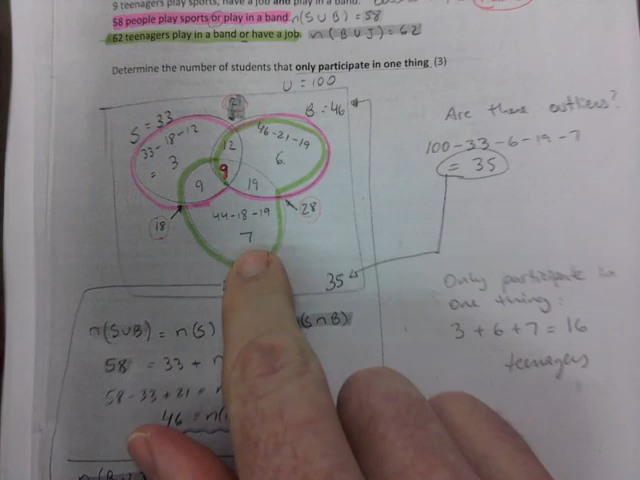 9 teenagers play sports, have a job and play in a band.
58 people play sports or play in a band. n(S∪B) = 58
62 teenagers play in a band or have a job. n(B∪J) = 62
Determine the number of students that only participate in one thing. (3)
U = 100
S = 33
21
B = 46
33-18-12
= 3
12
46-21-19
6
9
9
19
18
44-18-19
28
7
35
Are there outliers?
100-33-6-19-7
= 35
Only participate in
one thing:
3 + 6 + 7 = 16
teenagers
n(S∪B) = n(S)
(S∩B)
58 = 33 +
58-33+21 =
46 =